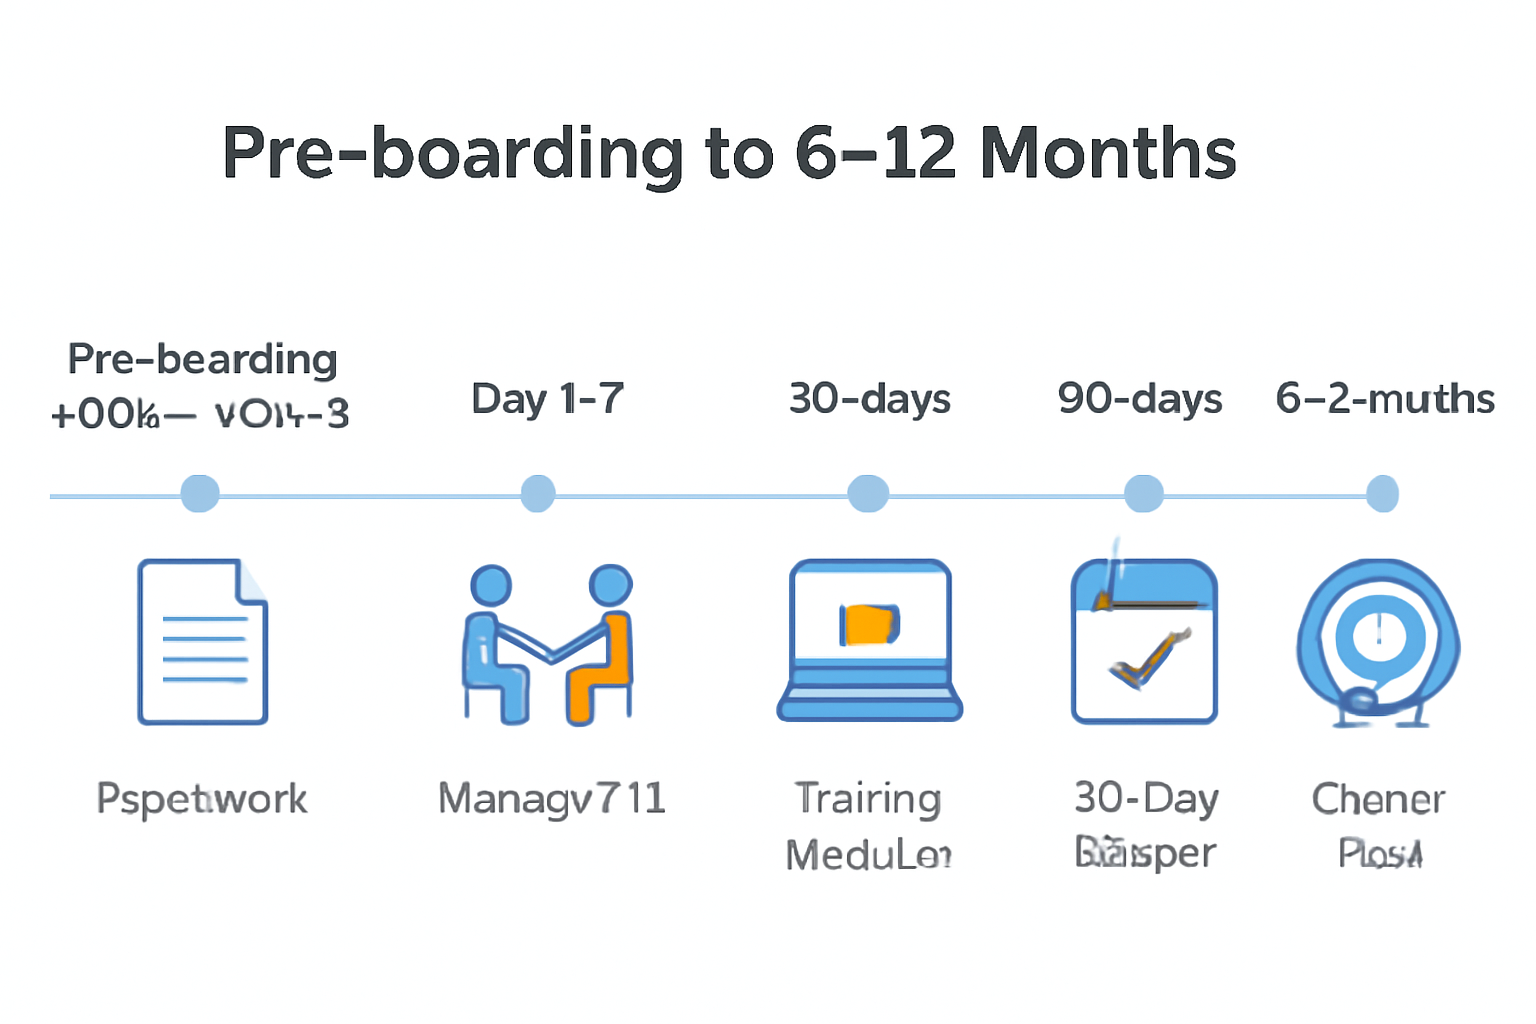 Pre-boarding to 6–12 Months
Pre-bearding
Day 1-7
30-days
90-days
6-2-muths
Pspetwork
Managv711
Trairing
MeduLen
30-Day
Chener